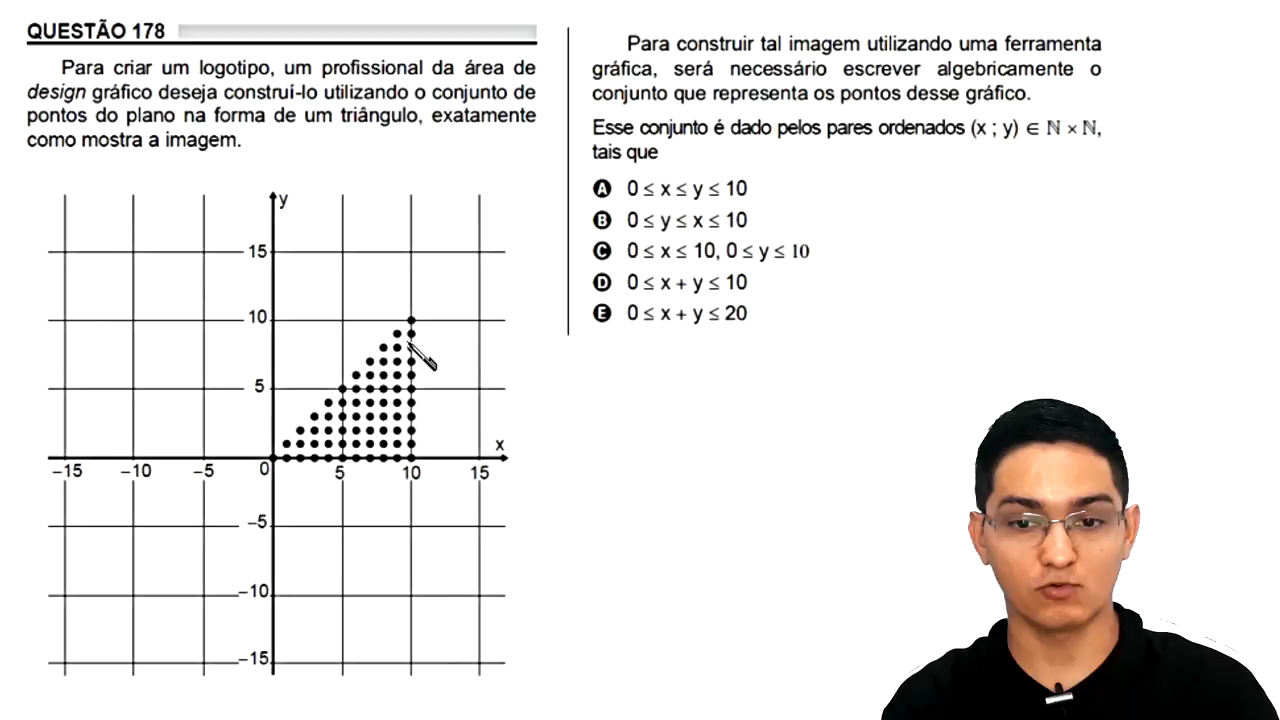 QUESTÃO 178
Para criar um logotipo, um profissional da área de
design gráfico deseja construí-lo utilizando o conjunto de
pontos do plano na forma de um triângulo, exatamente
como mostra a imagem.
y
15
10
5
x
−15 −10 −5 0 5 10 15
−5
−10
−15
Para construir tal imagem utilizando uma ferramenta
gráfica, será necessário escrever algebricamente o
conjunto que representa os pontos desse gráfico.
Esse conjunto é dado pelos pares ordenados (x ; y) ∈ ℕ × ℕ,
tais que
A 0 ≤ x ≤ y ≤ 10
B 0 ≤ y ≤ x ≤ 10
C 0 ≤ x ≤ 10, 0 ≤ y ≤ 10
D 0 ≤ x + y ≤ 10
E 0 ≤ x + y ≤ 20